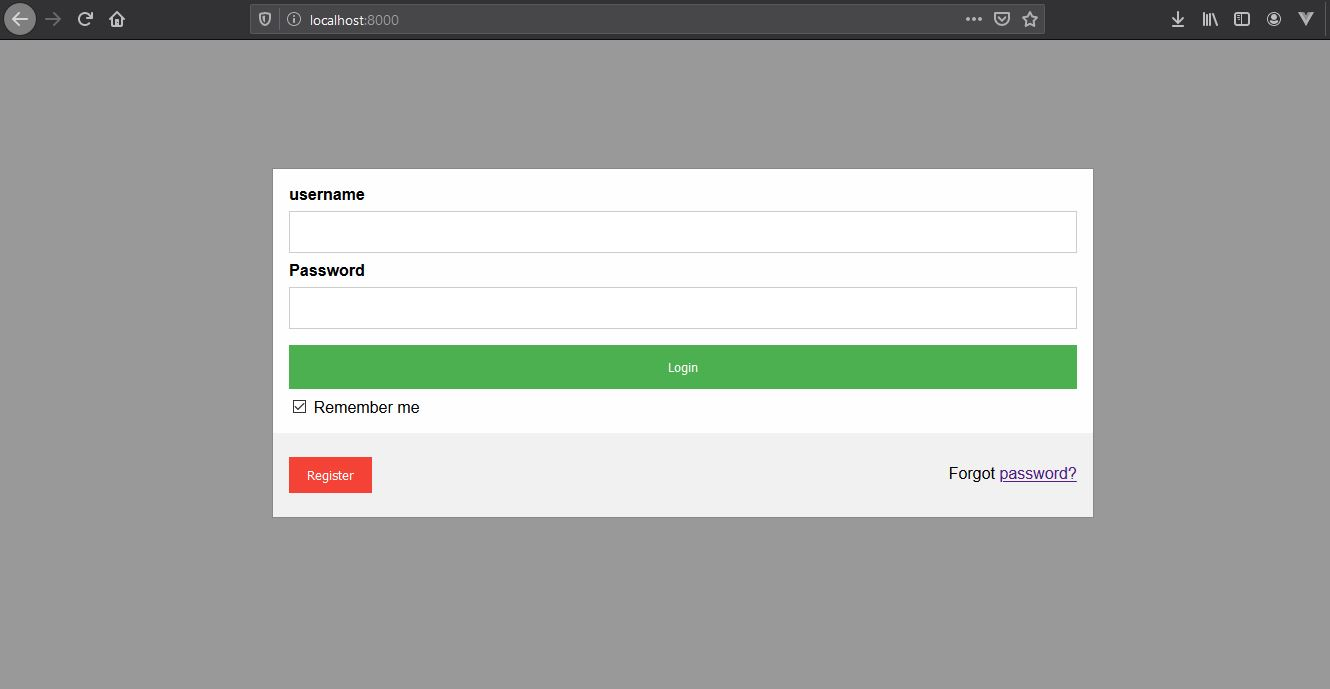 localhost:8000
username
Password
Login
Remember me
Register
Forgot password?